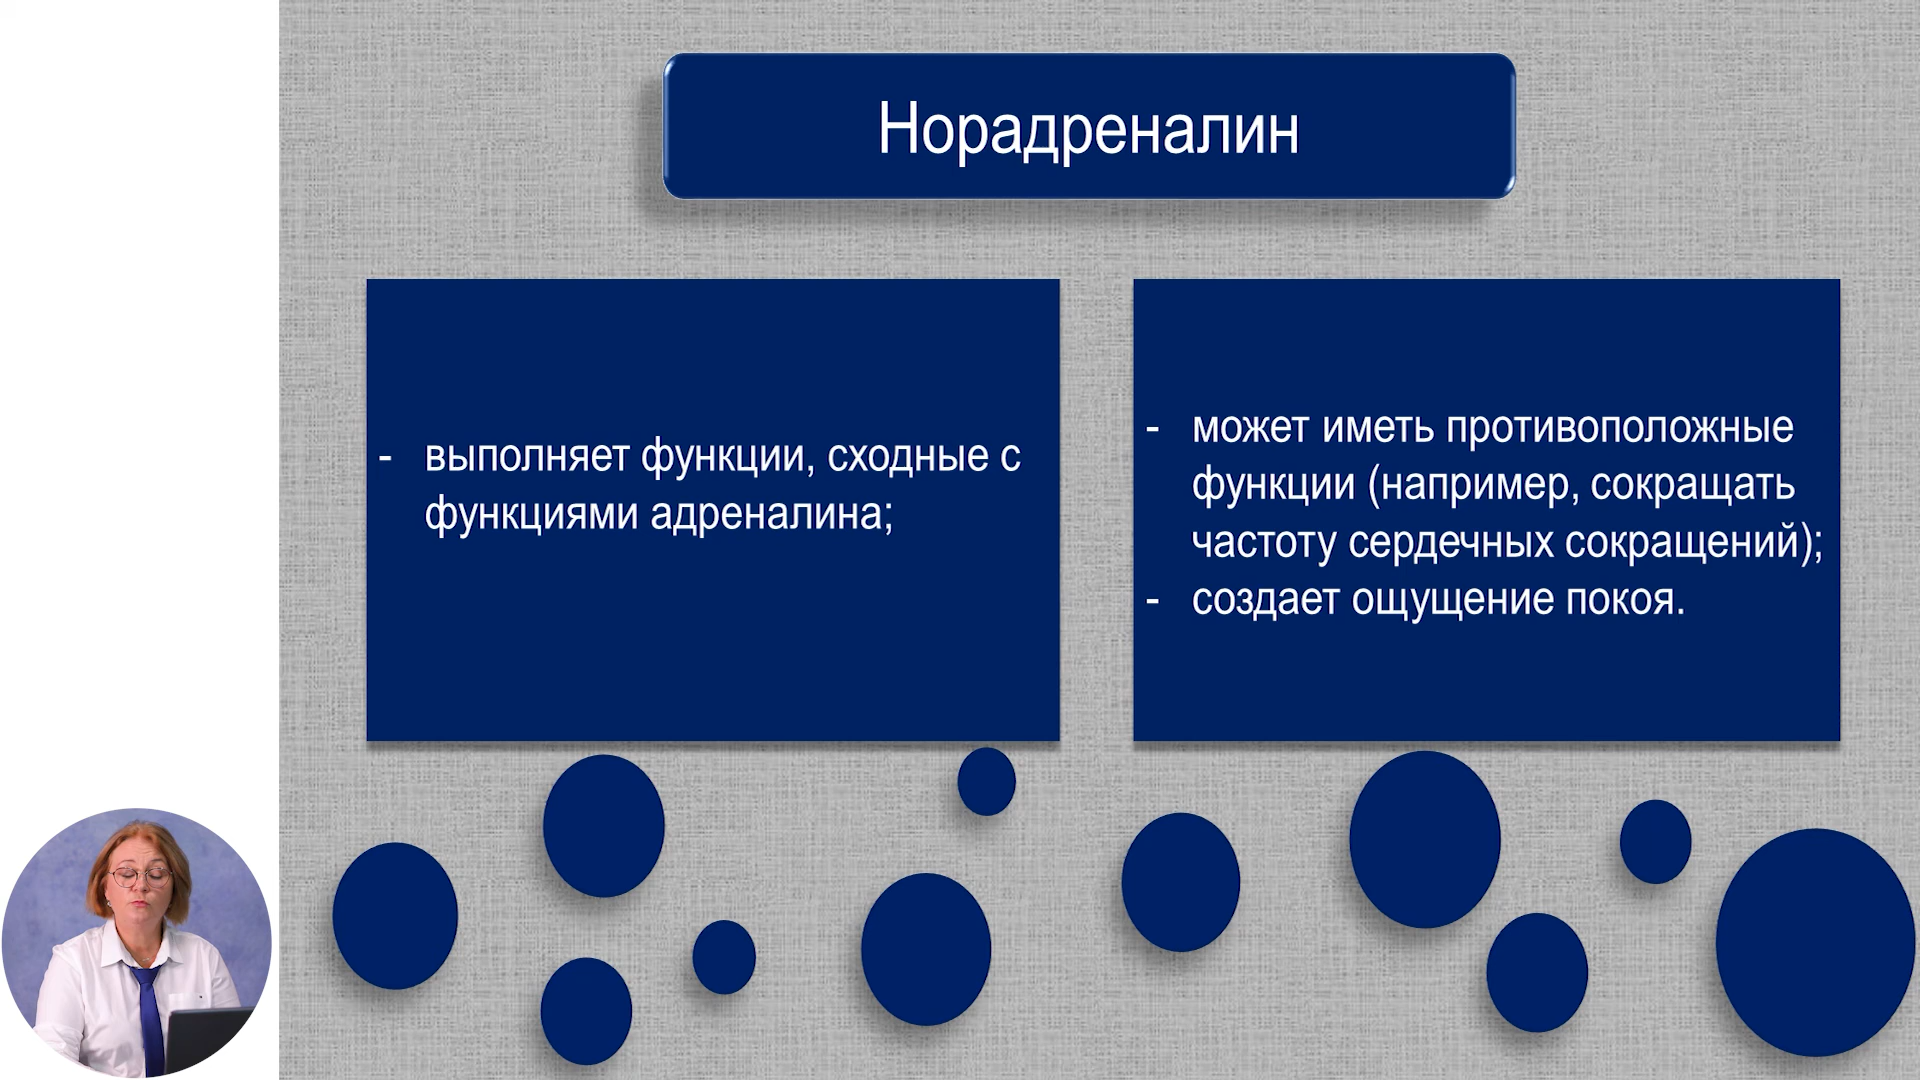 Норадреналин
- выполняет функции, сходные с
функциями адреналина;
- может иметь противоположные
функции (например, сокращать
частоту сердечных сокращений);
- создает ощущение покоя.